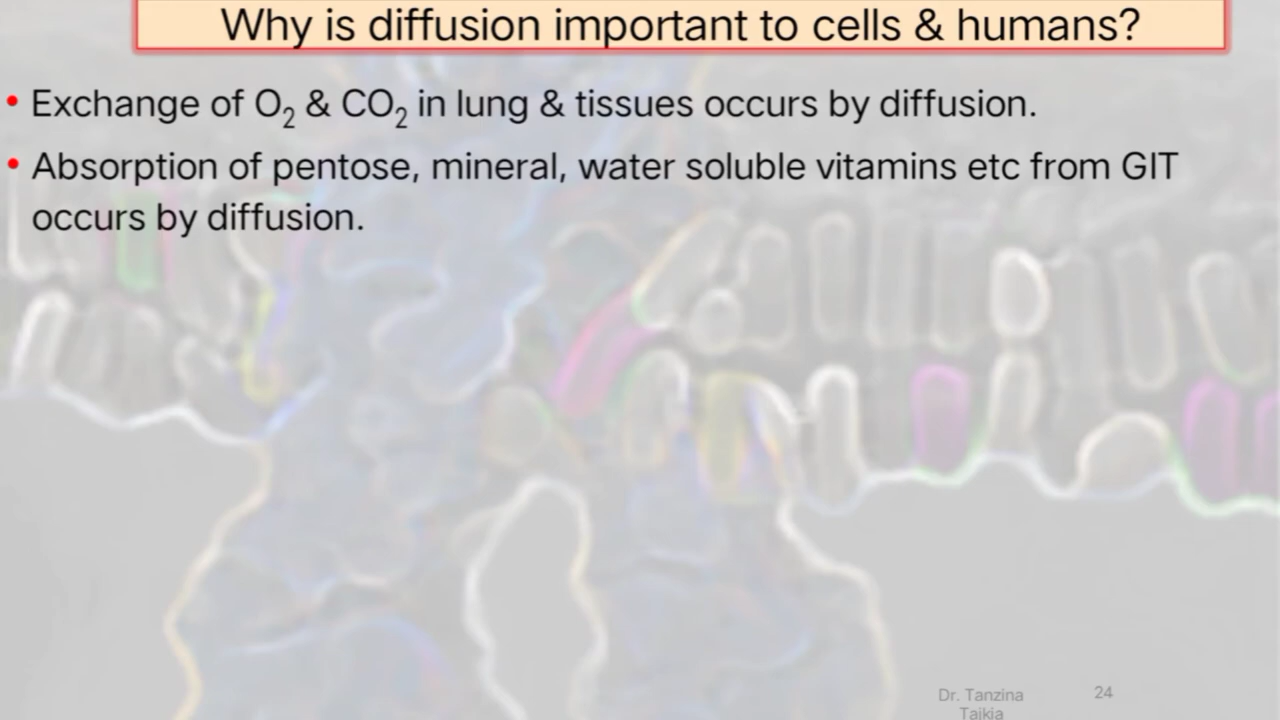 Why is diffusion important to cells & humans?
• Exchange of O₂ & CO₂ in lung & tissues occurs by diffusion.
• Absorption of pentose, mineral, water soluble vitamins etc from GIT
occurs by diffusion.
Dr. Tanzina
Tajkia
24